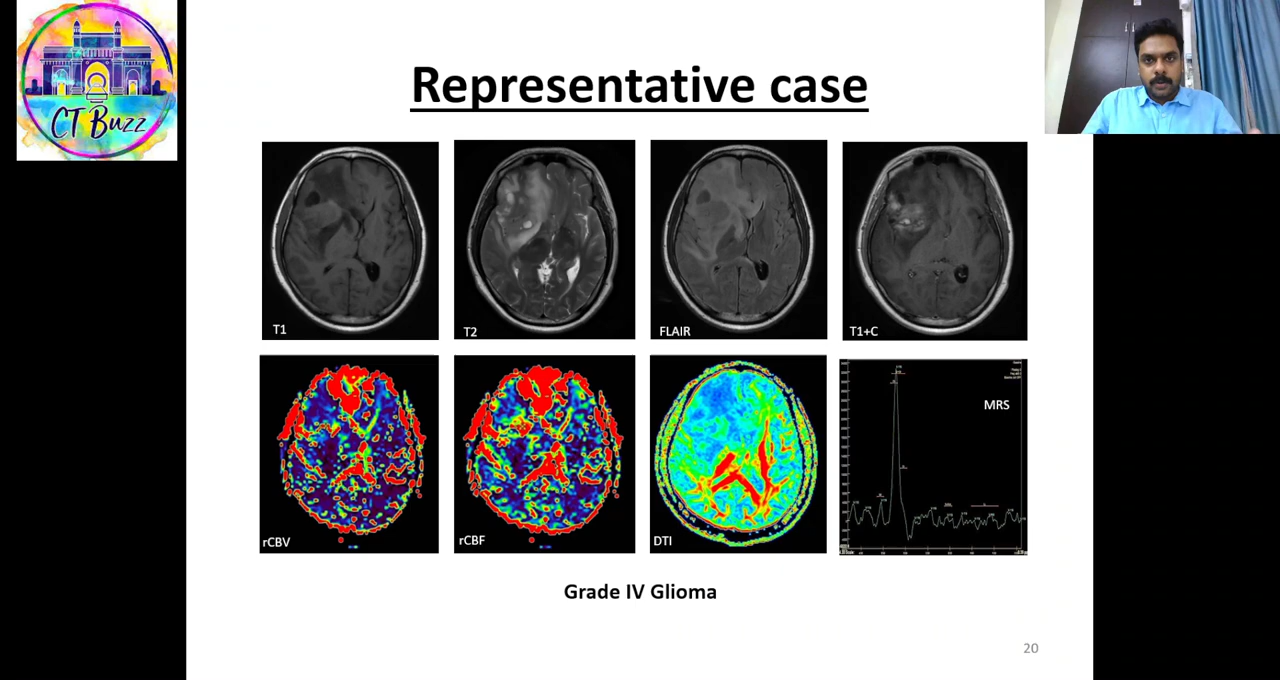 CT Buzz
Representative case
T1
T2
FLAIR
T1+C
rCBV
rCBF
DTI
MRS
Grade IV Glioma
20